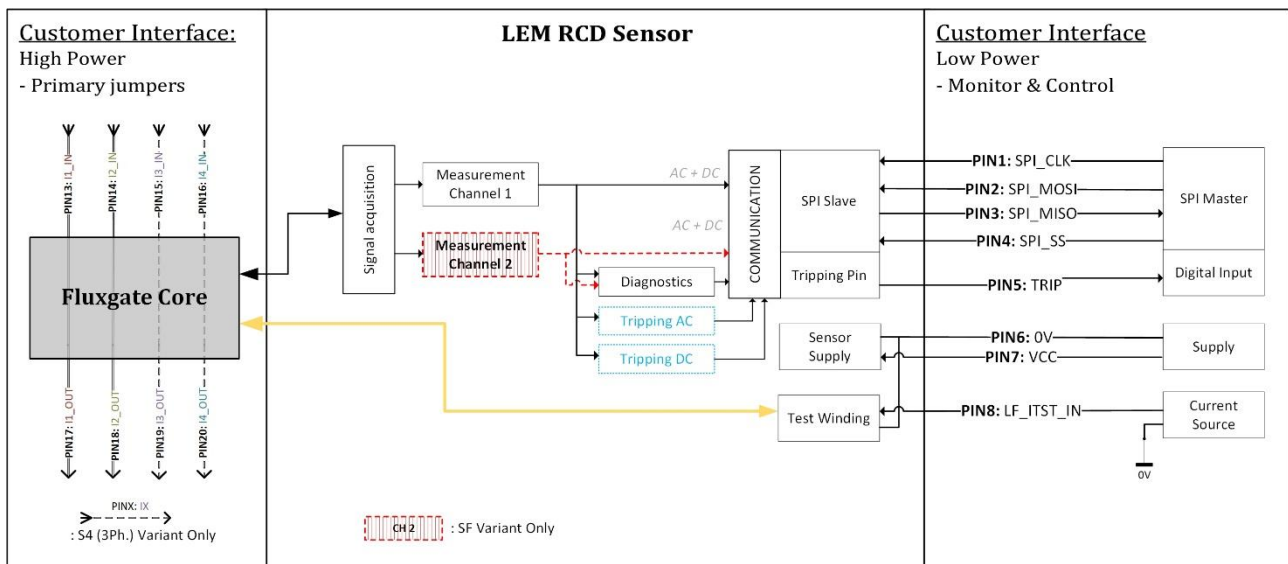 Customer Interface:
High Power
- Primary jumpers
PIN13: I1_IN
PIN14: I2_IN
PIN15: I3_IN
PIN16: I4_IN
Fluxgate Core
PIN17: I1_OUT
PIN18: I2_OUT
PIN19: I3_OUT
PIN20: I4_OUT
PINX: IX
: S4 (3Ph.) Variant Only
LEM RCD Sensor
Signal acquisition
Measurement
Channel 1
Measurement
Channel 2
AC + DC
AC + DC
Diagnostics
Tripping AC
Tripping DC
COMMUNICATION
SPI Slave
Tripping Pin
Sensor
Supply
Test Winding
CH 2
: SF Variant Only
Customer Interface
Low Power
- Monitor & Control
PIN1: SPI_CLK
PIN2: SPI_MOSI
PIN3: SPI_MISO
PIN4: SPI_SS
PIN5: TRIP
PIN6: 0V
PIN7: VCC
PIN8: LF_ITST_IN
SPI Master
Digital Input
Supply
Current
Source
0V